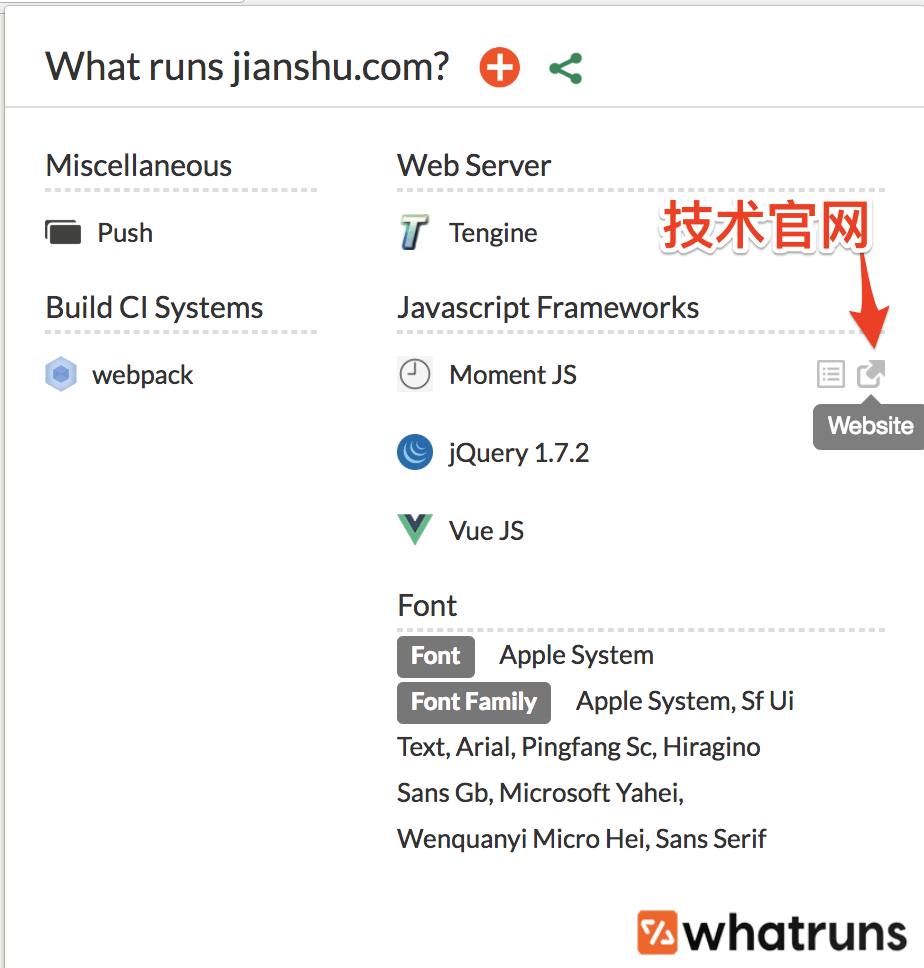 What runs jianshu.com?
Miscellaneous
Push
Build CI Systems
webpack
Web Server
Tengine
技术官网
Javascript Frameworks
Moment JS
Website
jQuery 1.7.2
Vue JS
Font
Font Apple System
Font Family Apple System, Sf Ui
Text, Arial, Pingfang Sc, Hiragino
Sans Gb, Microsoft Yahei,
Wenquanyi Micro Hei, Sans Serif
whatruns